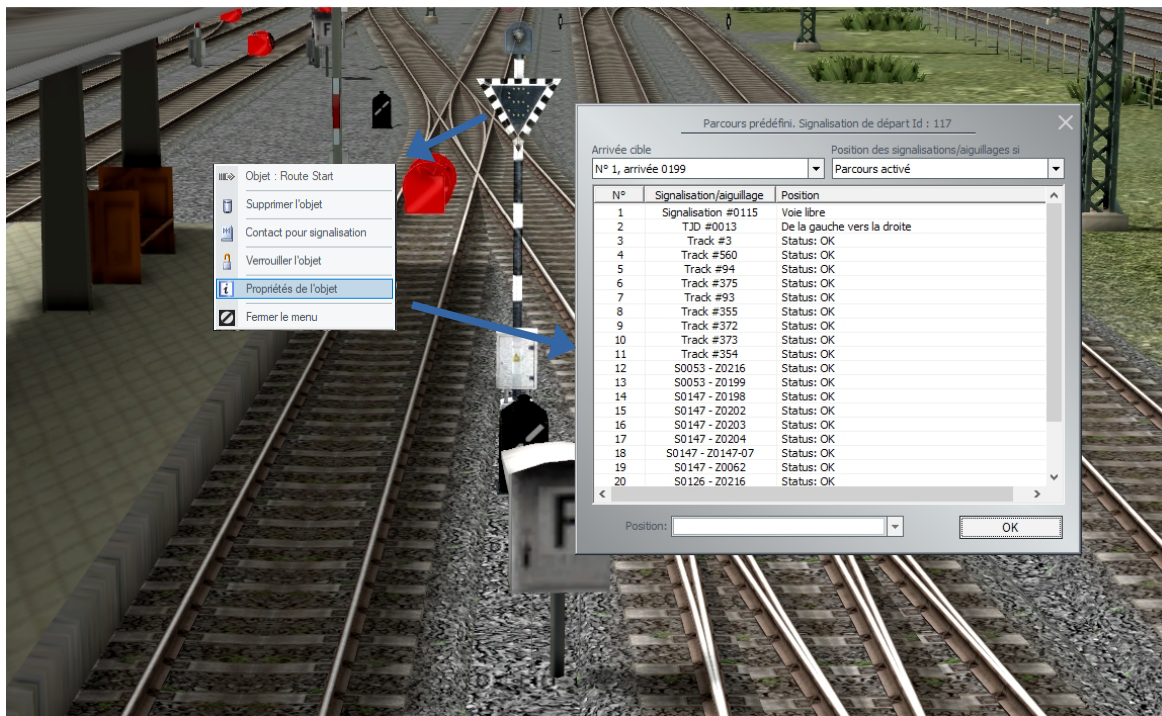 Objet : Route Start
Supprimer l'objet
Contact pour signalisation
Verrouiller l'objet
Propriétés de l'objet
Fermer le menu
Parcours prédéfini. Signalisation de départ Id : 117
Arrivée cible Position des signalisations/aiguillages si
N° 1, arrivée 0199 Parcours activé
N° Signalisation/aiguillage Position
1 Signalisation #0115 Voie libre
2 TJD #0013 De la gauche vers la droite
3 Track #3 Status: OK
4 Track #560 Status: OK
5 Track #94 Status: OK
6 Track #375 Status: OK
7 Track #93 Status: OK
8 Track #355 Status: OK
9 Track #372 Status: OK
10 Track #373 Status: OK
11 Track #354 Status: OK
12 S0053 - Z0216 Status: OK
13 S0053 - Z0199 Status: OK
14 S0147 - Z0198 Status: OK
15 S0147 - Z0202 Status: OK
16 S0147 - Z0203 Status: OK
17 S0147 - Z0204 Status: OK
18 S0147 - Z0147-07 Status: OK
19 S0147 - Z0062 Status: OK
20 S0126 - Z0216 Status: OK
Position: OK